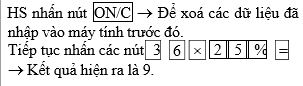 HS nhấn nút ON/C → Để xoá các dữ liệu đã
nhập vào máy tính trước đó.
Tiếp tục nhấn các nút 3 6 × 2 5 % =
→ Kết quả hiện ra là 9.